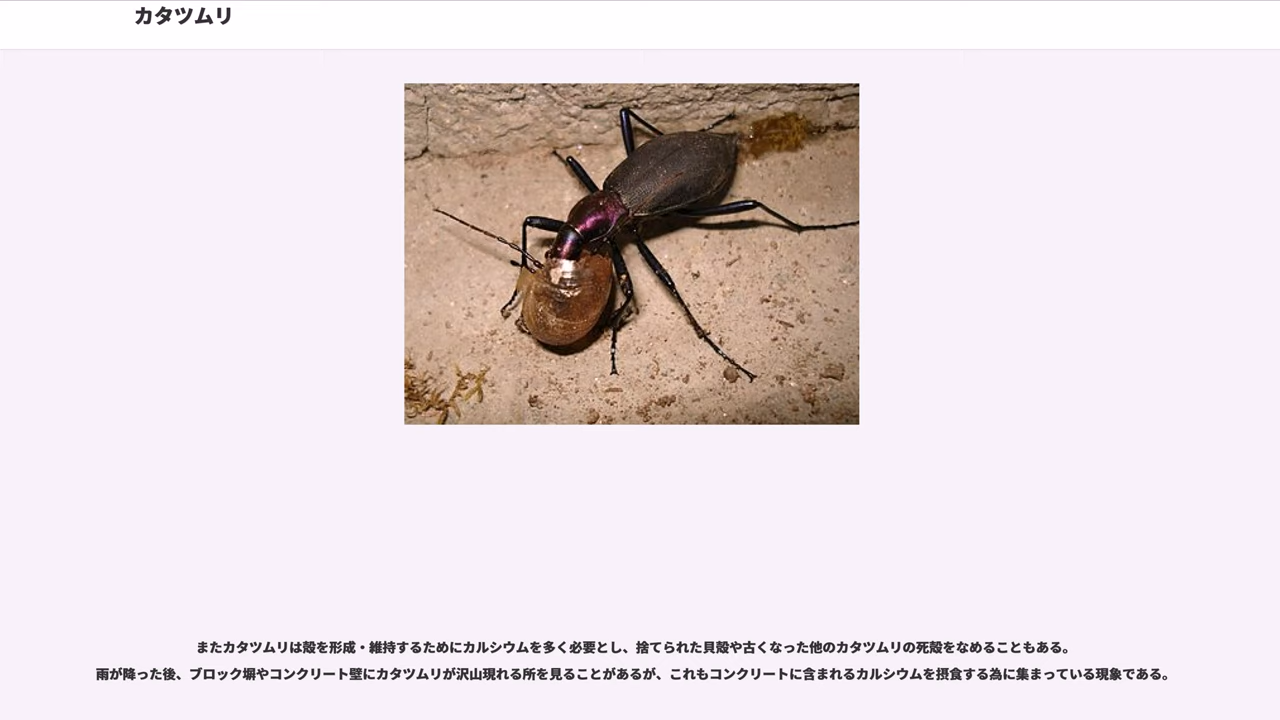 カタツムリ
またカタツムリは殻を形成・維持するためにカルシウムを多く必要とし、捨てられた貝殻や古くなった他のカタツムリの死殻をなめることもある。
雨が降った後、ブロック塀やコンクリート壁にカタツムリが沢山現れる所を見ることがあるが、これもコンクリートに含まれるカルシウムを摂食する為に集まっている現象である。